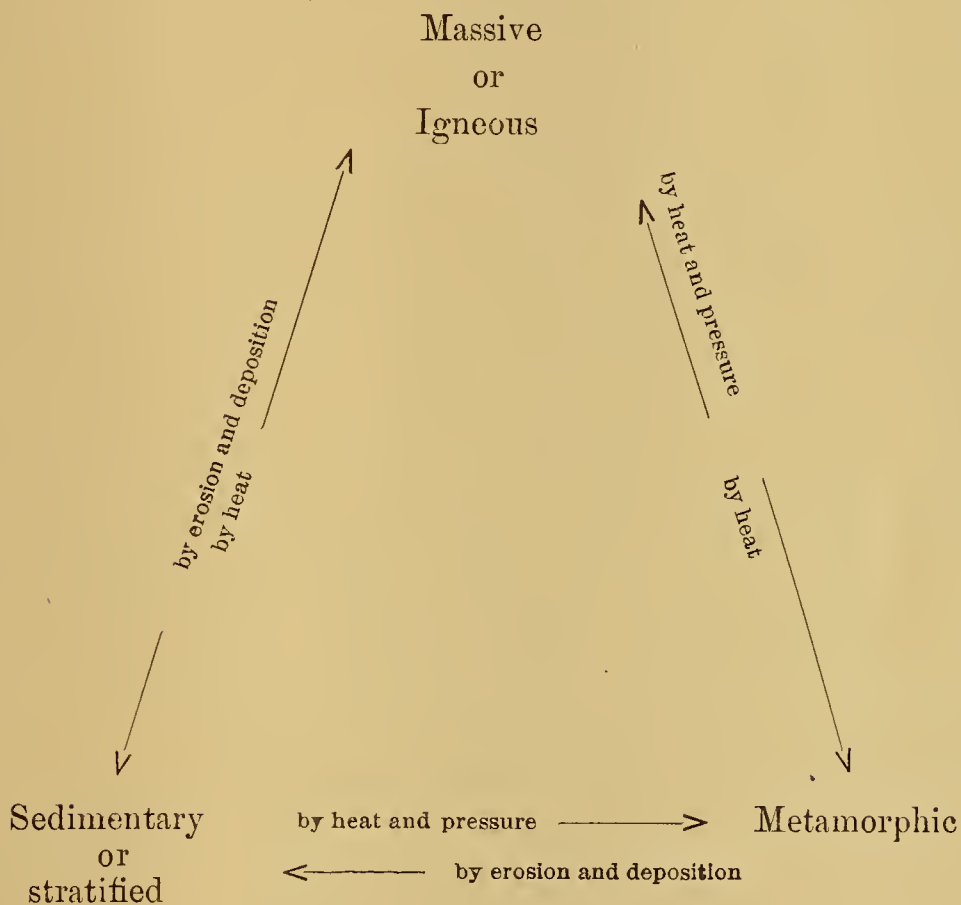 Massive
or
Igneous
by erosion and deposition
by heat
by heat and pressure
by heat
Sedimentary
or
stratified
by heat and pressure
by erosion and deposition
Metamorphic